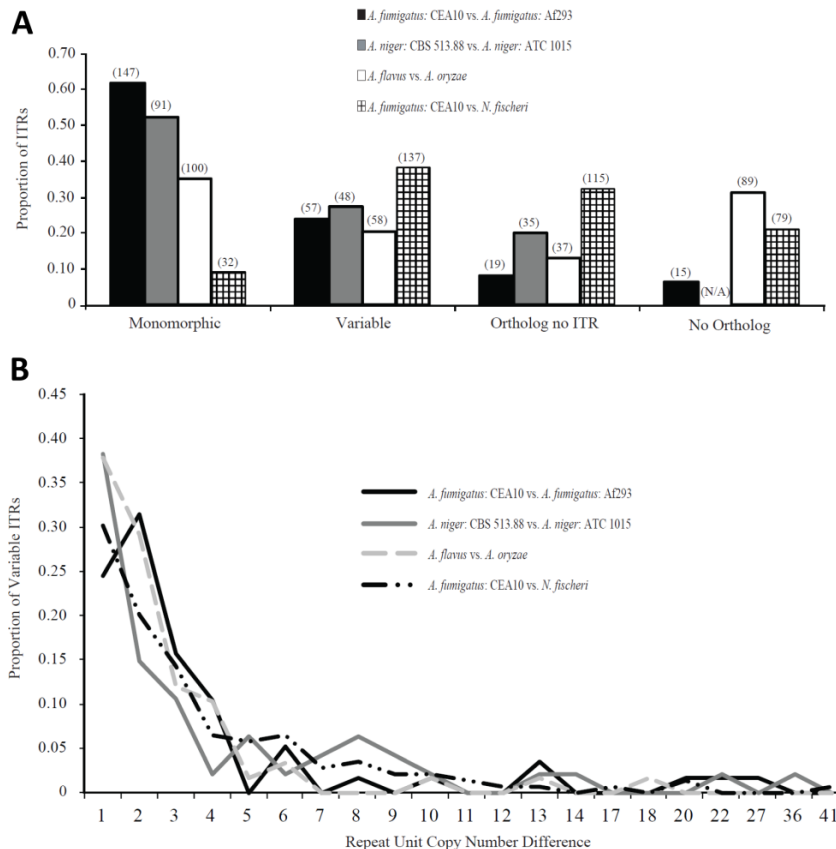 A
A. fumigatus: CEA10 vs. A. fumigatus: Af293
A. niger: CBS 513.88 vs. A. niger: ATC 1015
A. flavus vs. A. oryzae
A. fumigatus: CEA10 vs. N. fischeri
Proportion of ITRs
0.70
0.60
0.50
0.40
0.30
0.20
0.10
0
(147)
(91)
(100)
(32)
(57)
(48)
(58)
(137)
(19)
(35)
(37)
(115)
(15)
(N/A)
(89)
(79)
Monomorphic
Variable
Ortholog no ITR
No Ortholog
B
Proportion of Variable ITRs
0.45
0.40
0.35
0.30
0.25
0.20
0.15
0.10
0.05
0
A. fumigatus: CEA10 vs. A. fumigatus: Af293
A. niger: CBS 513.88 vs. A. niger: ATC 1015
A. flavus vs. A. oryzae
A. fumigatus: CEA10 vs. N. fischeri
1 2 3 4 5 6 7 8 9 10 11 12 13 14 17 18 20 22 27 36 41
Repeat Unit Copy Number Difference